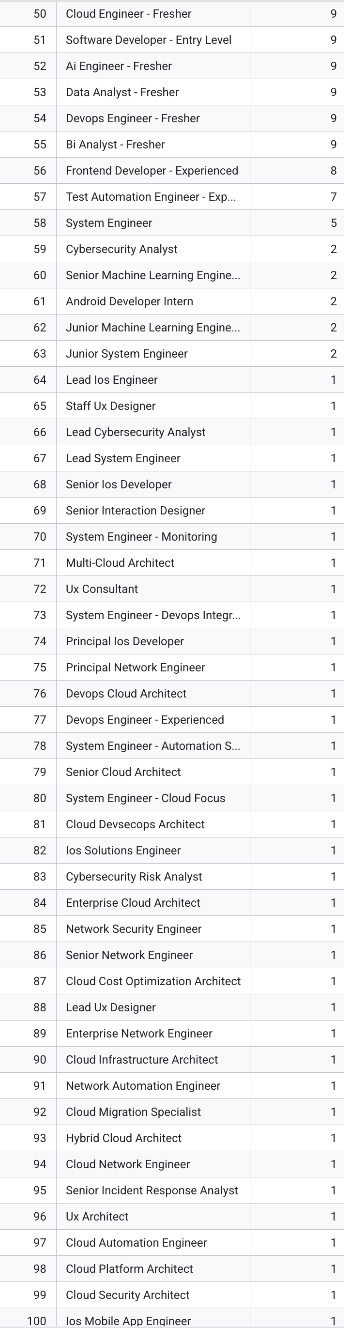 50 Cloud Engineer - Fresher 9
51 Software Developer - Entry Level 9
52 Ai Engineer - Fresher 9
53 Data Analyst - Fresher 9
54 Devops Engineer - Fresher 9
55 Bi Analyst - Fresher 9
56 Frontend Developer - Experienced 8
57 Test Automation Engineer - Exp... 7
58 System Engineer 5
59 Cybersecurity Analyst 2
60 Senior Machine Learning Engine... 2
61 Android Developer Intern 2
62 Junior Machine Learning Engine... 2
63 Junior System Engineer 2
64 Lead Ios Engineer 1
65 Staff Ux Designer 1
66 Lead Cybersecurity Analyst 1
67 Lead System Engineer 1
68 Senior Ios Developer 1
69 Senior Interaction Designer 1
70 System Engineer - Monitoring 1
71 Multi-Cloud Architect 1
72 Ux Consultant 1
73 System Engineer - Devops Integr... 1
74 Principal Ios Developer 1
75 Principal Network Engineer 1
76 Devops Cloud Architect 1
77 Devops Engineer - Experienced 1
78 System Engineer - Automation S... 1
79 Senior Cloud Architect 1
80 System Engineer - Cloud Focus 1
81 Cloud Devsecops Architect 1
82 Ios Solutions Engineer 1
83 Cybersecurity Risk Analyst 1
84 Enterprise Cloud Architect 1
85 Network Security Engineer 1
86 Senior Network Engineer 1
87 Cloud Cost Optimization Architect 1
88 Lead Ux Designer 1
89 Enterprise Network Engineer 1
90 Cloud Infrastructure Architect 1
91 Network Automation Engineer 1
92 Cloud Migration Specialist 1
93 Hybrid Cloud Architect 1
94 Cloud Network Engineer 1
95 Senior Incident Response Analyst 1
96 Ux Architect 1
97 Cloud Automation Engineer 1
98 Cloud Platform Architect 1
99 Cloud Security Architect 1
100 Ios Mobile App Engineer 1